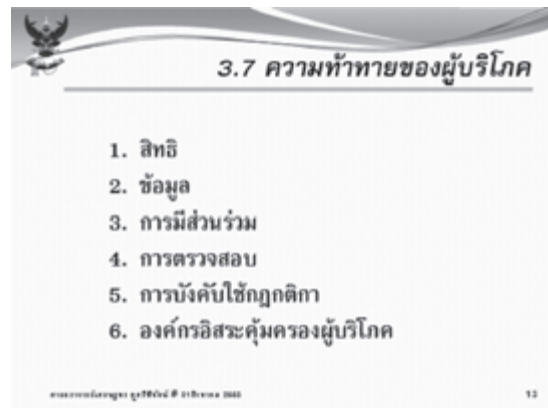 3.7 ความท้าทายของผู้บริโภค
1. สิทธิ
2. ข้อมูล
3. การมีส่วนร่วม
4. การตรวจสอบ
5. การบังคับใช้กฎกติกา
6. องค์กรอิสระคุ้มครองผู้บริโภค
13